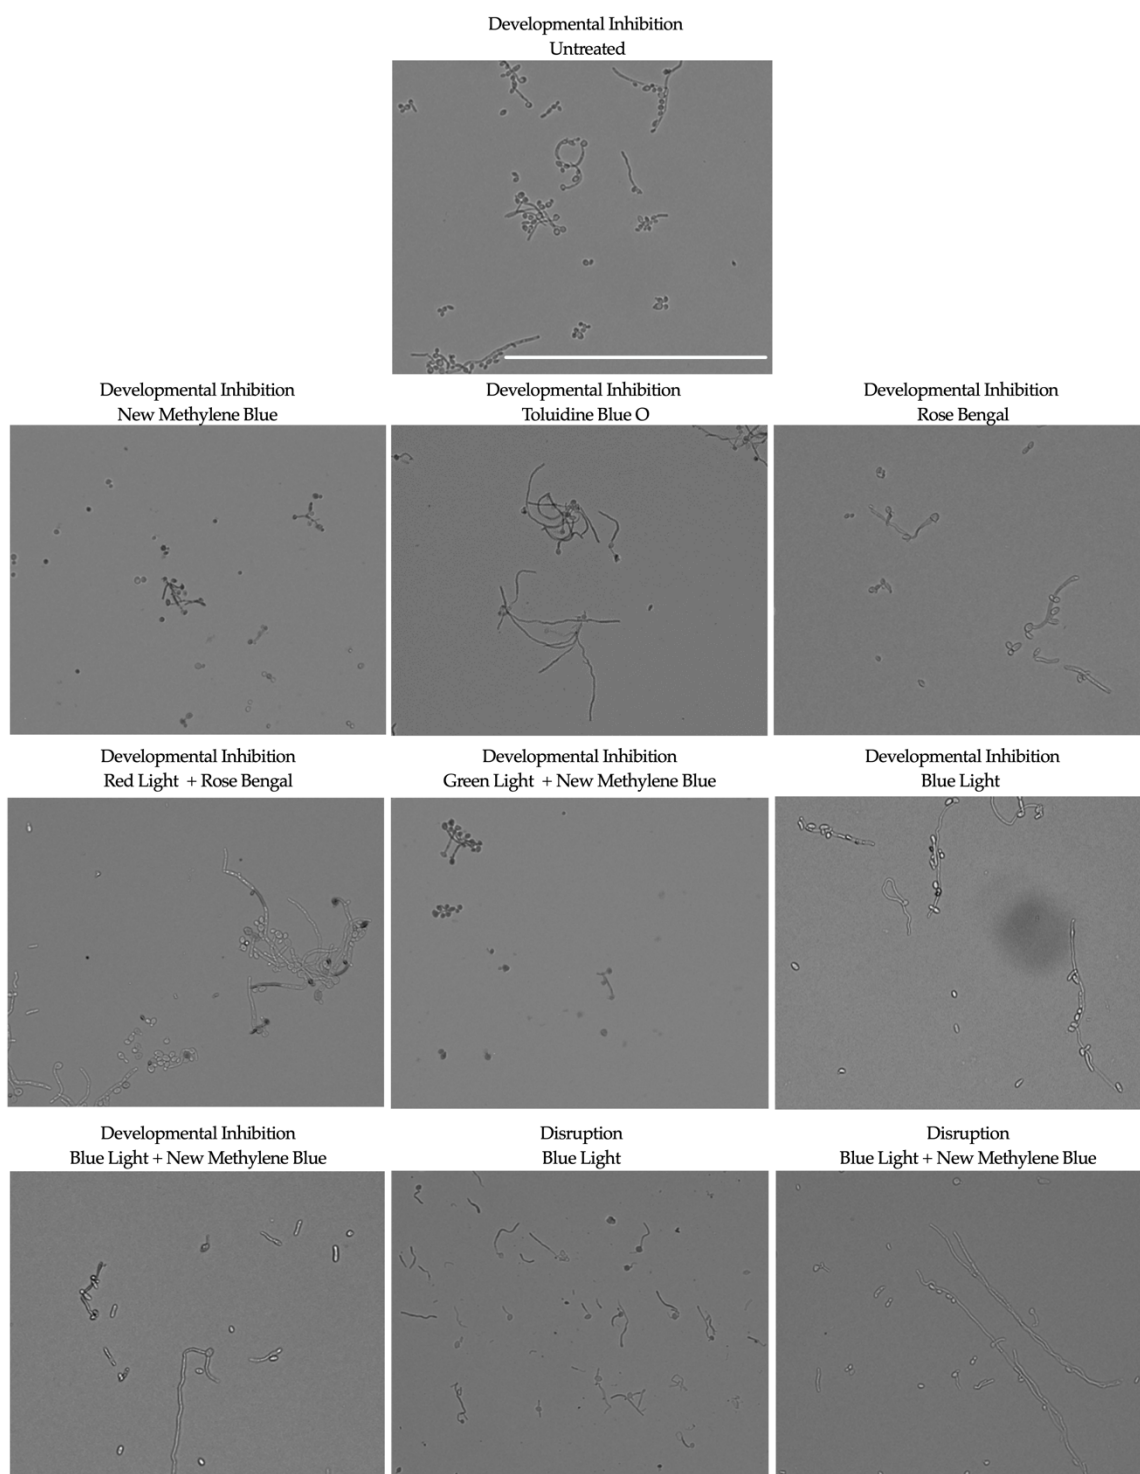 Developmental Inhibition
Untreated
Developmental Inhibition
New Methylene Blue
Developmental Inhibition
Toluidine Blue O
Developmental Inhibition
Rose Bengal
Developmental Inhibition
Red Light + Rose Bengal
Developmental Inhibition
Green Light + New Methylene Blue
Developmental Inhibition
Blue Light
Developmental Inhibition
Blue Light + New Methylene Blue
Disruption
Blue Light
Disruption
Blue Light + New Methylene Blue